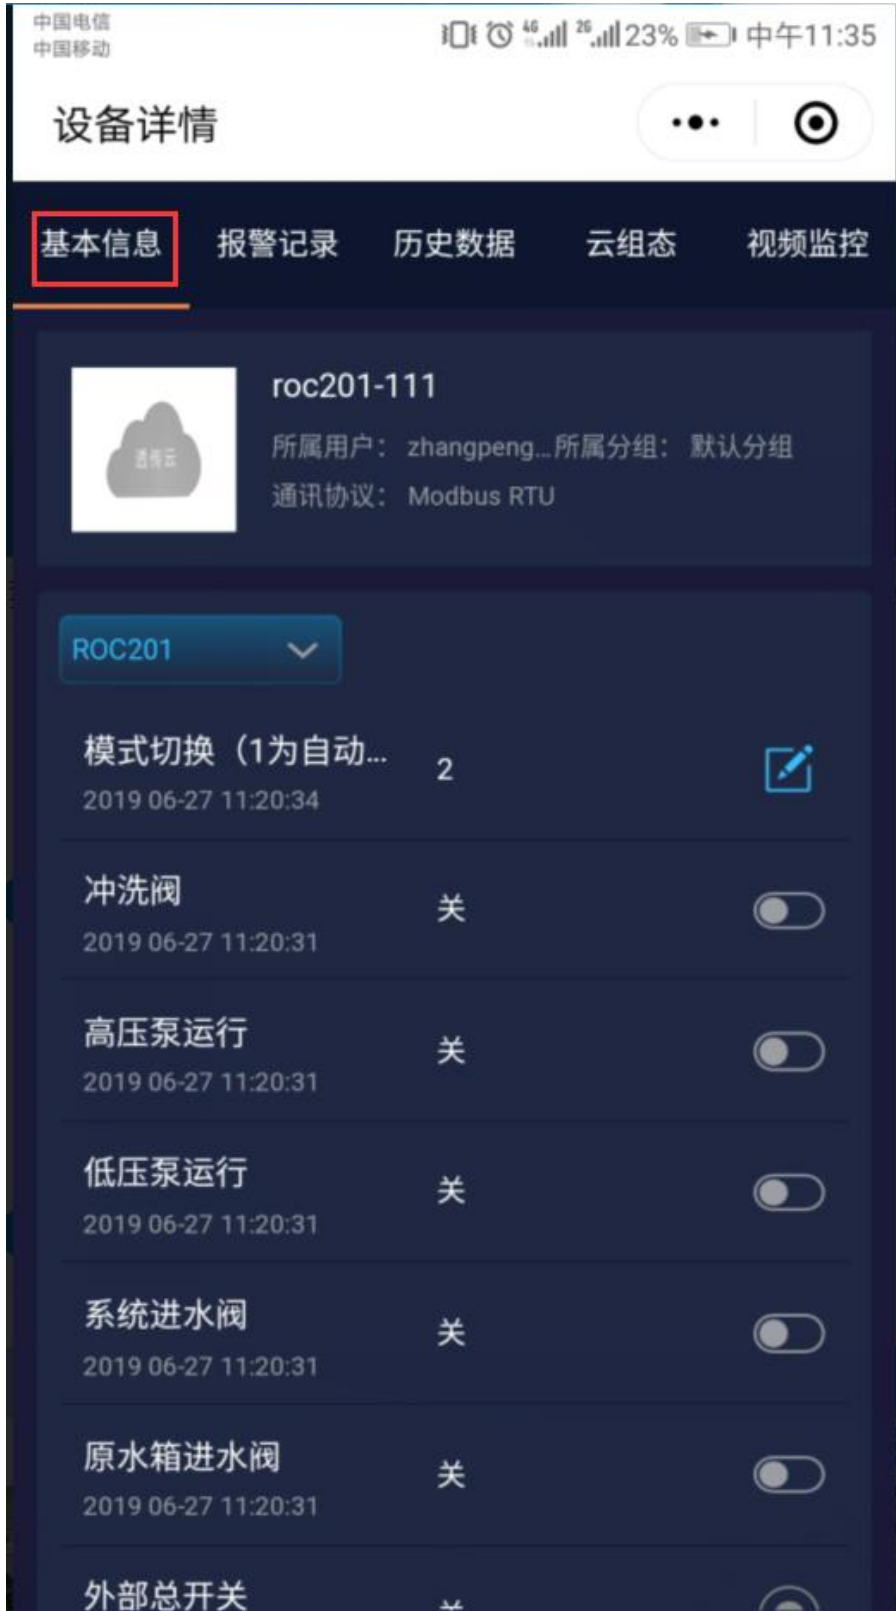 中国电信
中国移动
4G 2G 23% 中午11:35
设备详情
基本信息 报警记录 历史数据 云组态 视频监控
roc201-111
所属用户： zhangpeng...所属分组： 默认分组
通讯协议： Modbus RTU
透传云
ROC201
模式切换（1为自动... 2
2019 06-27 11:20:34
冲洗阀 关
2019 06-27 11:20:31
高压泵运行 关
2019 06-27 11:20:31
低压泵运行 关
2019 06-27 11:20:31
系统进水阀 关
2019 06-27 11:20:31
原水箱进水阀 关
2019 06-27 11:20:31
外部总开关